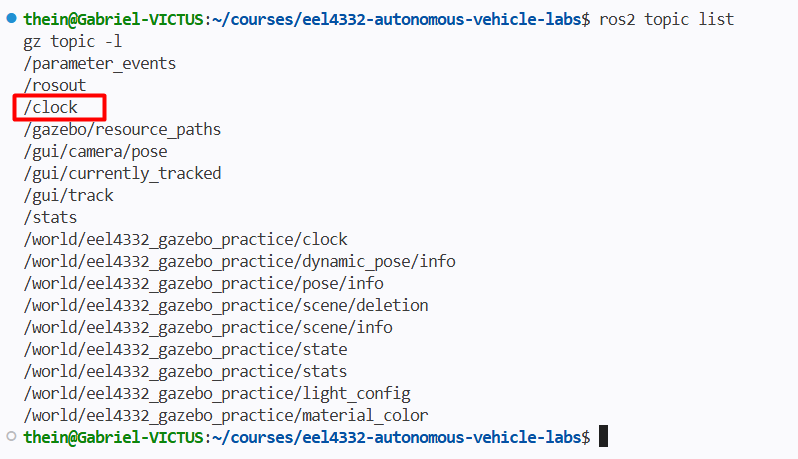 thein@Gabriel-VICTUS:~/courses/eel4332-autonomous-vehicle-labs$ ros2 topic list
gz topic -l
/parameter_events
/rosout
/clock
/gazebo/resource_paths
/gui/camera/pose
/gui/currently_tracked
/gui/track
/stats
/world/eel4332_gazebo_practice/clock
/world/eel4332_gazebo_practice/dynamic_pose/info
/world/eel4332_gazebo_practice/pose/info
/world/eel4332_gazebo_practice/scene/deletion
/world/eel4332_gazebo_practice/scene/info
/world/eel4332_gazebo_practice/state
/world/eel4332_gazebo_practice/stats
/world/eel4332_gazebo_practice/light_config
/world/eel4332_gazebo_practice/material_color
thein@Gabriel-VICTUS:~/courses/eel4332-autonomous-vehicle-labs$